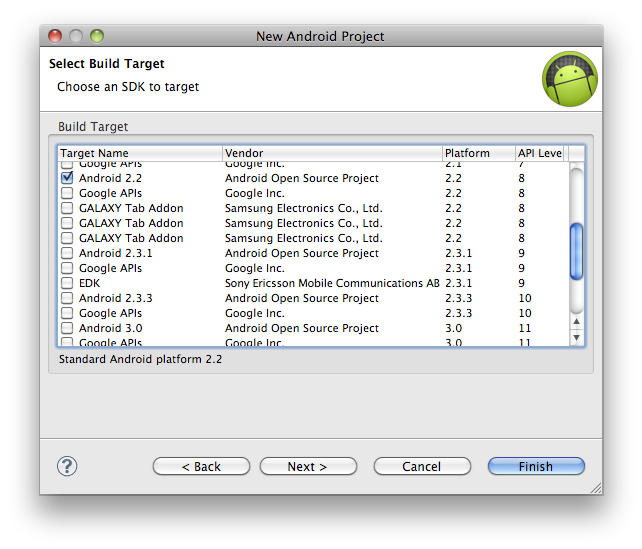 New Android Project
Select Build Target
Choose an SDK to target
Build Target
Target Name Vendor Platform API Leve
Google APIs Google Inc. 2.1 7
Android 2.2 Android Open Source Project 2.2 8
Google APIs Google Inc. 2.2 8
GALAXY Tab Addon Samsung Electronics Co., Ltd. 2.2 8
GALAXY Tab Addon Samsung Electronics Co., Ltd. 2.2 8
GALAXY Tab Addon Samsung Electronics Co., Ltd. 2.2 8
Android 2.3.1 Android Open Source Project 2.3.1 9
Google APIs Google Inc. 2.3.1 9
EDK Sony Ericsson Mobile Communications AB 2.3.1 9
Android 2.3.3 Android Open Source Project 2.3.3 10
Google APIs Google Inc. 2.3.3 10
Android 3.0 Android Open Source Project 3.0 11
Google APIs Google Inc. 3.0 11
Standard Android platform 2.2
? < Back Next > Cancel Finish